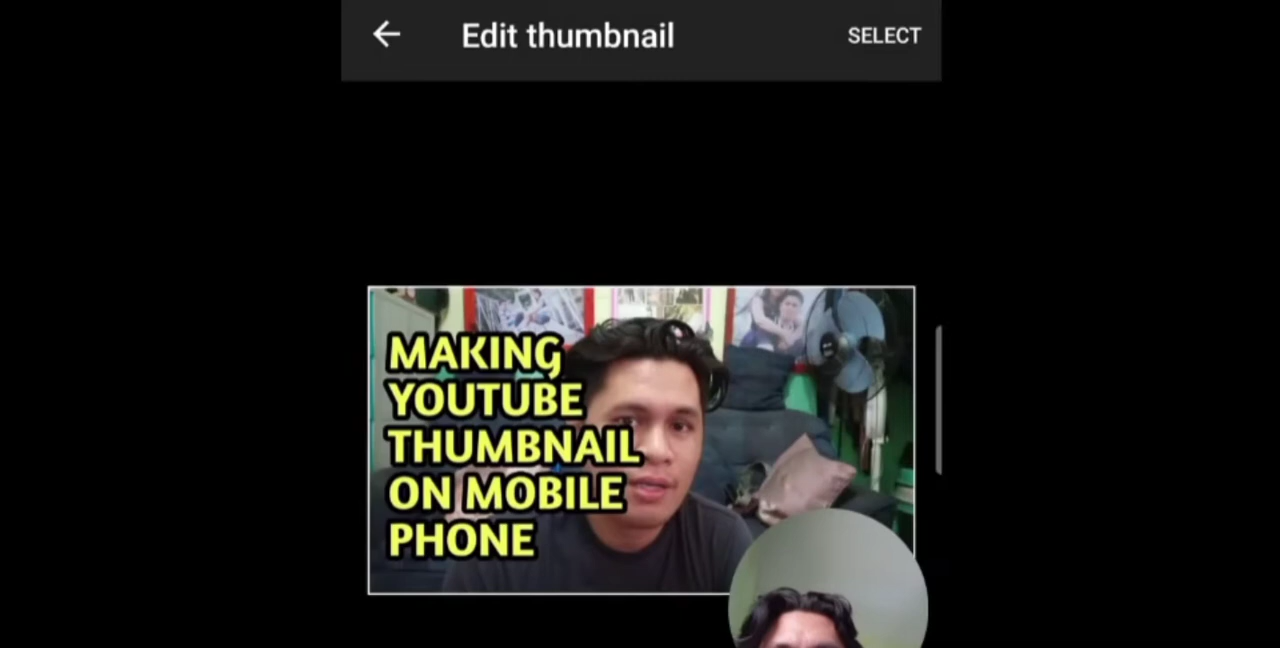 Edit thumbnail
SELECT
MAKING
YOUTUBE
THUMBNAIL
ON MOBILE
PHONE